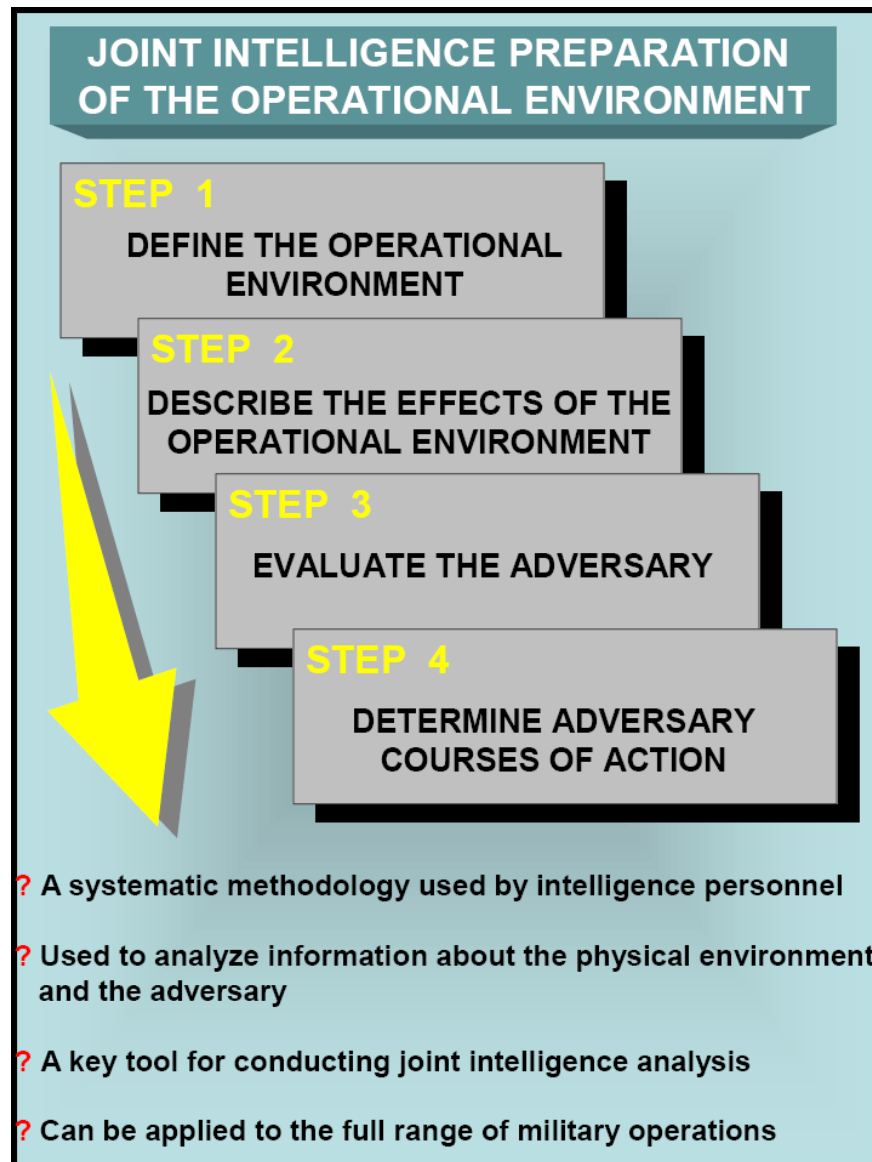 JOINT INTELLIGENCE PREPARATION
OF THE OPERATIONAL ENVIRONMENT
STEP 1
DEFINE THE OPERATIONAL
ENVIRONMENT
STEP 2
DESCRIBE THE EFFECTS OF THE
OPERATIONAL ENVIRONMENT
STEP 3
EVALUATE THE ADVERSARY
STEP 4
DETERMINE ADVERSARY
COURSES OF ACTION
? A systematic methodology used by intelligence personnel
? Used to analyze information about the physical environment
and the adversary
? A key tool for conducting joint intelligence analysis
? Can be applied to the full range of military operations